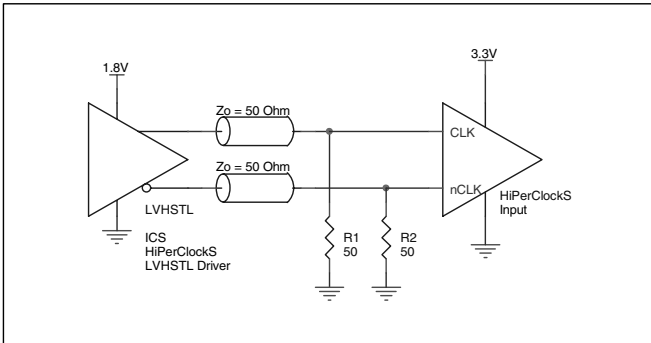 1.8V
3.3V
Zo = 50 Ohm
CLK
Zo = 50 Ohm
nCLK
HiPerClockS
Input
LVHSTL
ICS
HiPerClockS
LVHSTL Driver
R1
50
R2
50